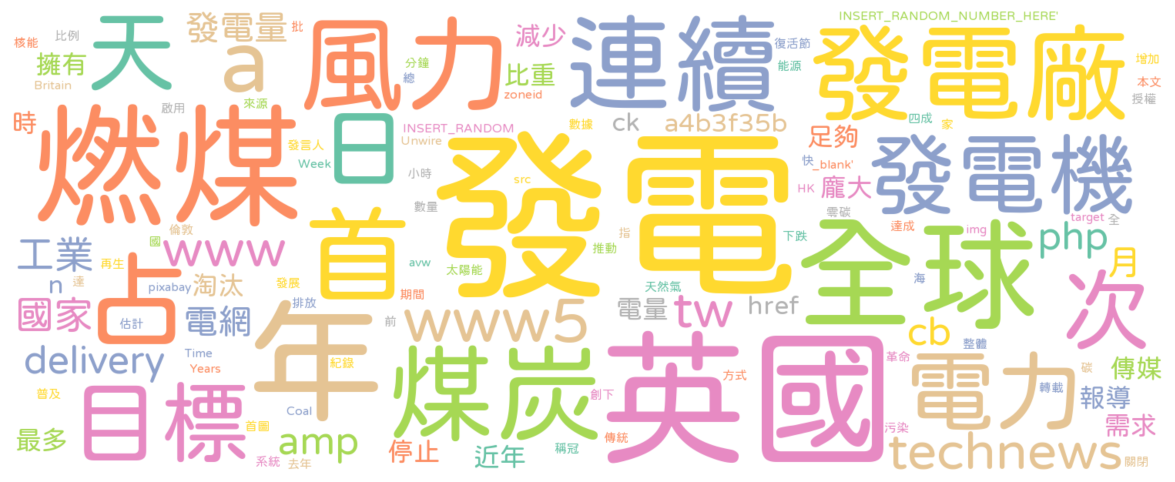 INSERT_RANDOM_NUMBER_HERE'
核能
比例
擁有
Britain
天
發電量
批
a
來源
風力
分鐘
總
減少
比重
zoneid
連續
復活節
能源
發電廠
增加
本文
授權
時
燃煤
啟用
發言人
Week
日
INSERT_RANDOM
Unwire
小時
數量
數據
ck
a4b3f35b
四成
家
足夠
快
_blank'
HK
龐大
零碳
發電機
target
全
達成
發電
src
工業
n
達
再生
國
倫敦
www
首
avw
太陽能
推動
指
下跌
全球
img
海
php
月
次
占
估計
pixabay
淘汰
發展
排放
期間
國家
電網
年
紀錄
前
www5
天然氣
電量
tw
href
cb
整體
delivery
Time
Years
普及
目標
Coal
首圖
煤炭
創下
英國
方式
革命
電力
轉載
碳
傳媒
報導
需求
最多
amp
系統
去年
停止
近年
稱冠
傳統
污染
technews
關閉